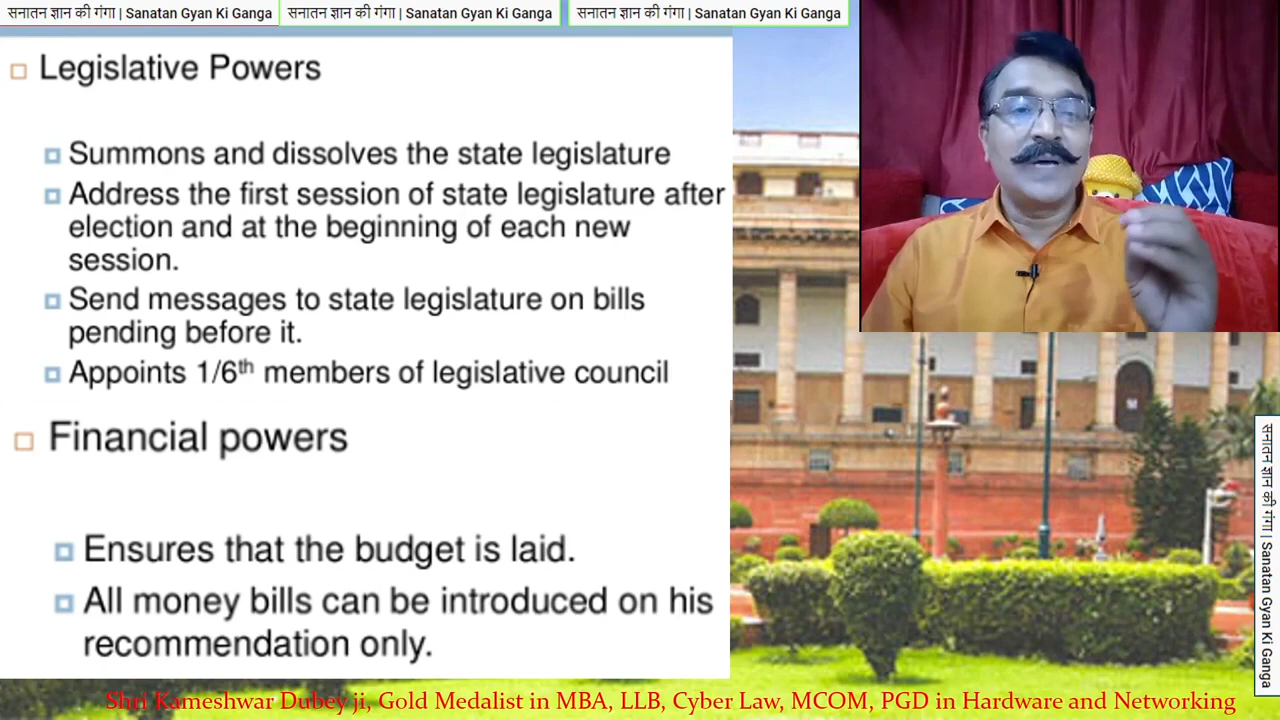 सनातन ज्ञान की गंगा | Sanatan Gyan Ki Ganga
सनातन ज्ञान की गंगा | Sanatan Gyan Ki Ganga
सनातन ज्ञान की गंगा | Sanatan Gyan Ki Ganga
Legislative Powers
Summons and dissolves the state legislature
Address the first session of state legislature after
election and at the beginning of each new
session.
Send messages to state legislature on bills
pending before it.
Appoints 1/6th members of legislative council
Financial powers
Ensures that the budget is laid.
All money bills can be introduced on his
recommendation only.
सनातन ज्ञान की गंगा | Sanatan Gyan Ki Ganga
Shri Kameshwar Dubey ji, Gold Medalist in MBA, LLB, Cyber Law, MCOM, PGD in Hardware and Networking